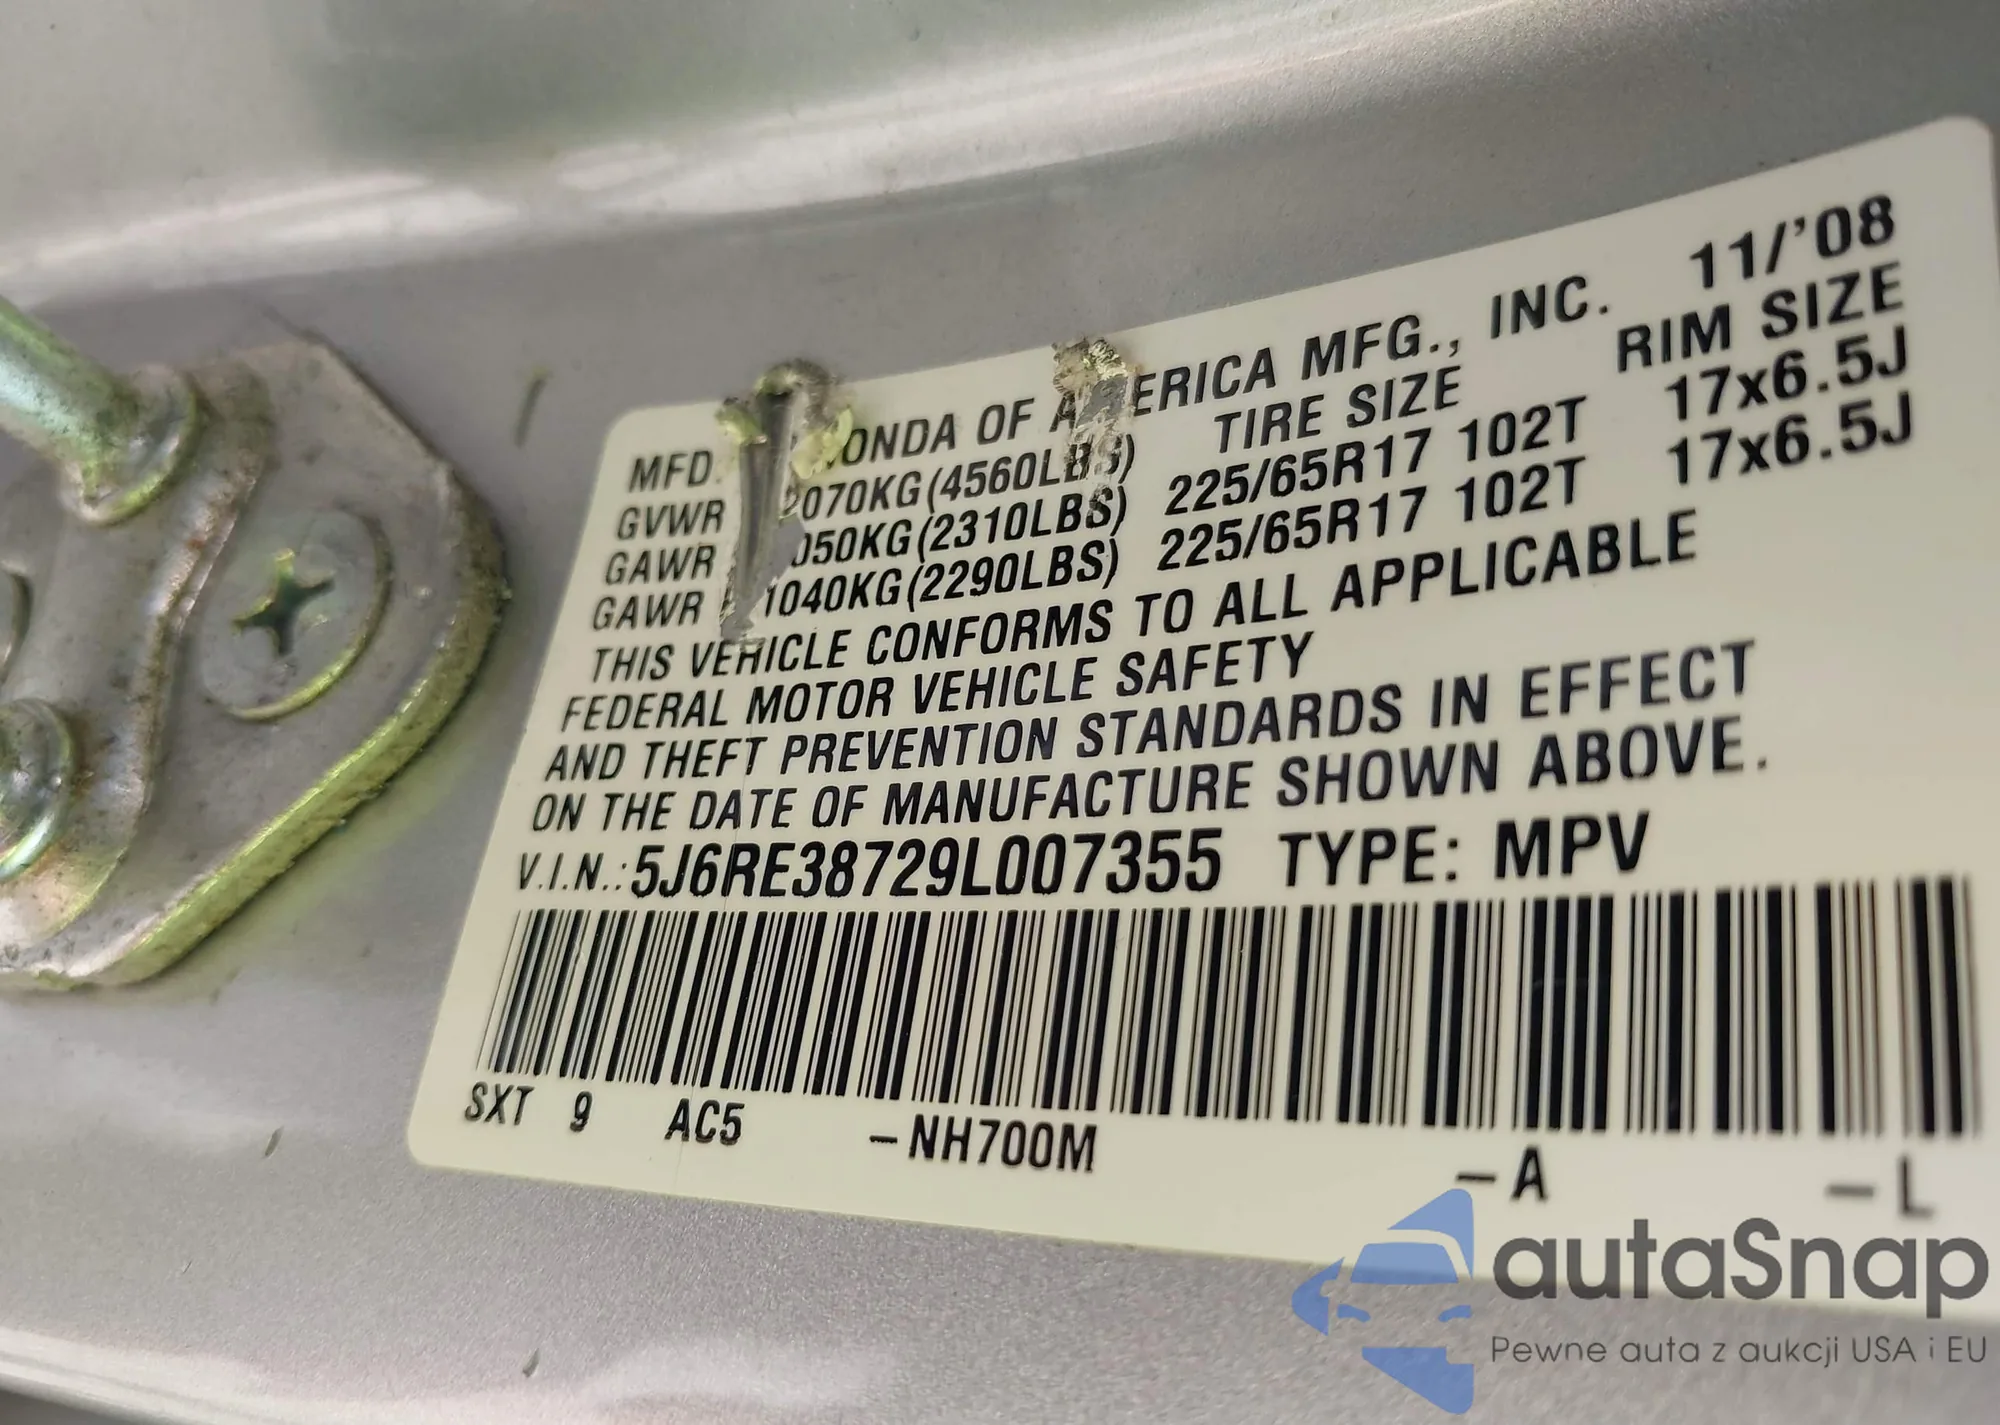 MFD. HONDA OF AMERICA MFG., INC. 11/'08
GVWR 2070KG(4560LBS) TIRE SIZE RIM SIZE
GAWR 050KG(2310LBS) 225/65R17 102T 17x6.5J
GAWR 1040KG(2290LBS) 225/65R17 102T 17x6.5J
THIS VEHICLE CONFORMS TO ALL APPLICABLE
FEDERAL MOTOR VEHICLE SAFETY
AND THEFT PREVENTION STANDARDS IN EFFECT
ON THE DATE OF MANUFACTURE SHOWN ABOVE.
V.I.N.: 5J6RE38729L007355 TYPE: MPV
SXT 9 AC5 -NH700M -A -L
autaSnap
Pewne auta z aukcji USA i EU